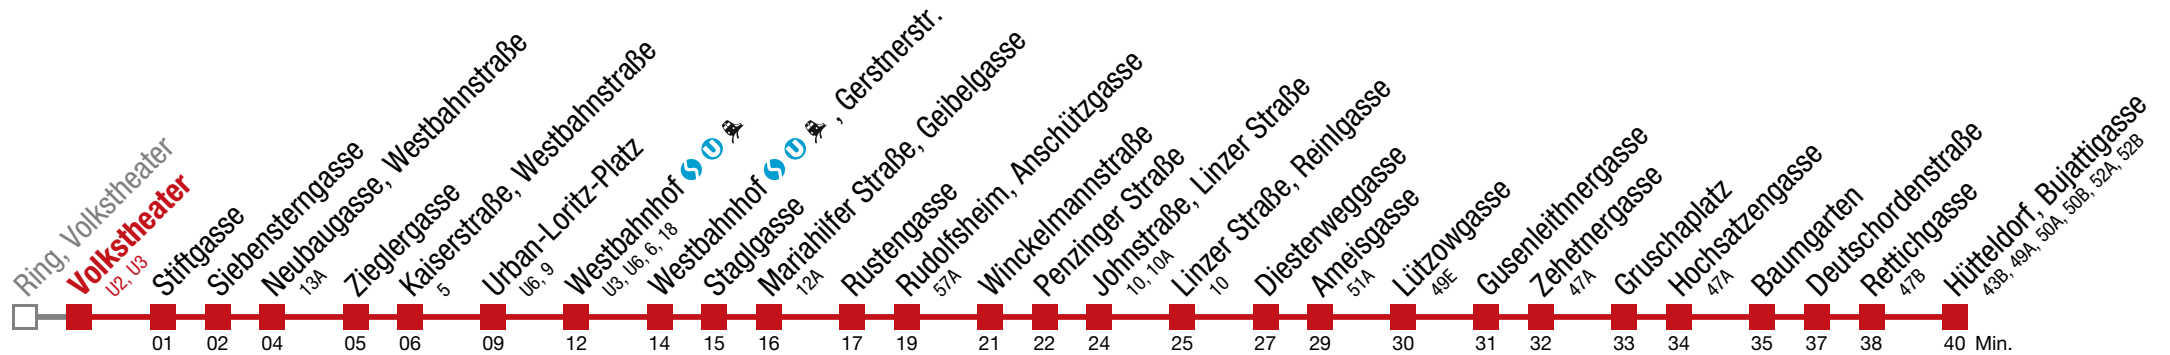 Ring, Volkstheater
Volkstheater
U2, U3
Stiftgasse
Siebensterngasse
Neubaugasse, Westbahnstraße
13A
Zieglergasse
Kaiserstraße, Westbahnstraße
5
Urban-Loritz-Platz
U6, 9
Westbahnhof S U
U3, U6, 6, 18
Westbahnhof S U , Gerstnerstr.
Staglgasse
Mariahilfer Straße, Geibelgasse
12A
Rustengasse
Rudolfsheim, Anschützgasse
57A
Winckelmannstraße
Penzinger Straße
Johnstraße, Linzer Straße
10, 10A
Linzer Straße, Reinlgasse
10
Diesterweggasse
Ameisgasse
51A
Lützowgasse
49E
Gusenleithnergasse
Zehetnergasse
47A
Gruschaplatz
Hochsatzengasse
47A
Baumgarten
Deutschordenstraße
Rettichgasse
47B
Hütteldorf, Bujattigasse
43B, 49A, 50A, 50B, 52A, 52B
01 02 04 05 06 09 12 14 15 16 17 19 21 22 24 25 27 29 30 31 32 33 34 35 37 38 40 Min.